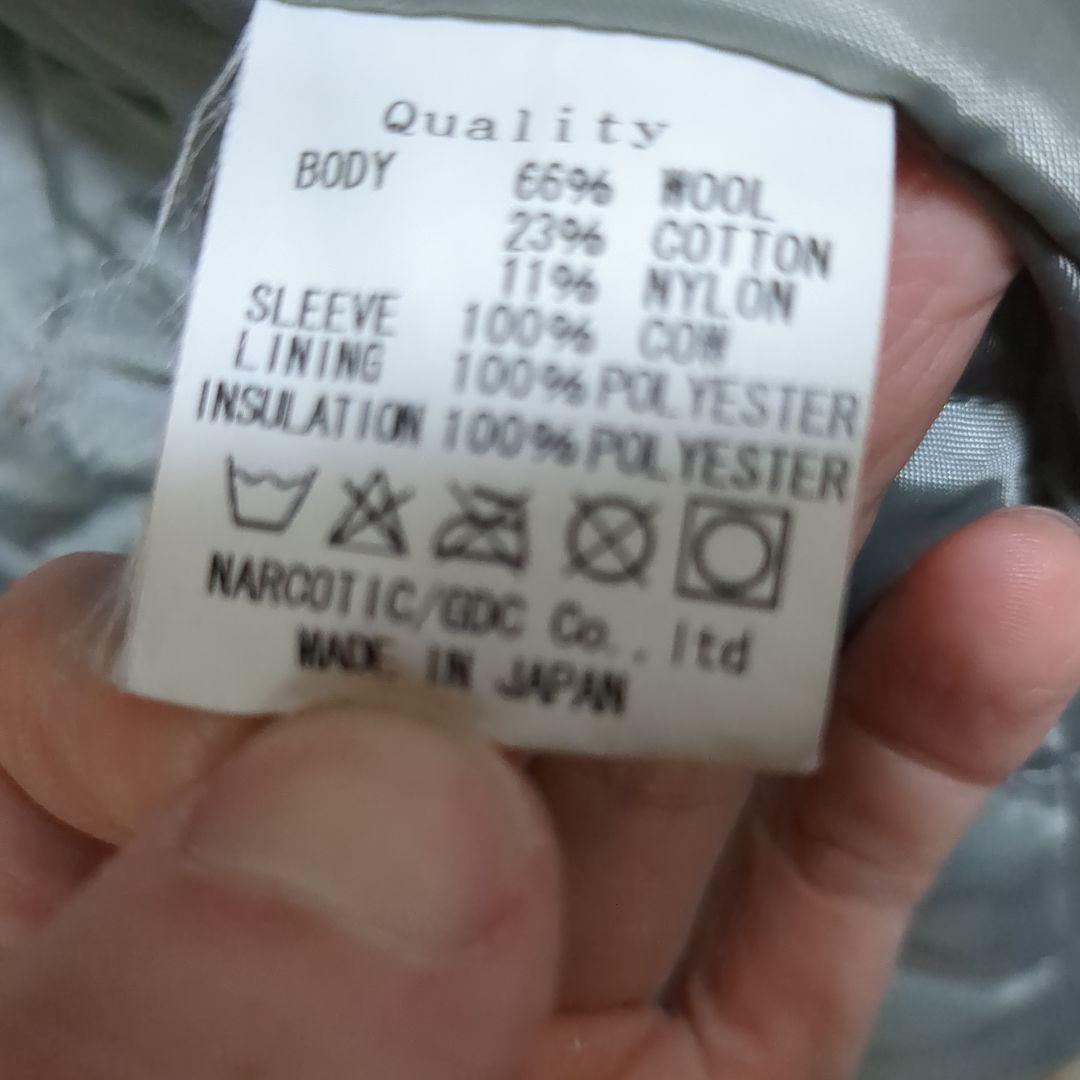 Quality
BODY 66% WOOL
23% COTTON
11% NYLON
SLEEVE 100% COW
LINING 100% POLYESTER
INSULATION 100% POLYESTER
NARCOTIC/GDC Co., ltd
MADE IN JAPAN